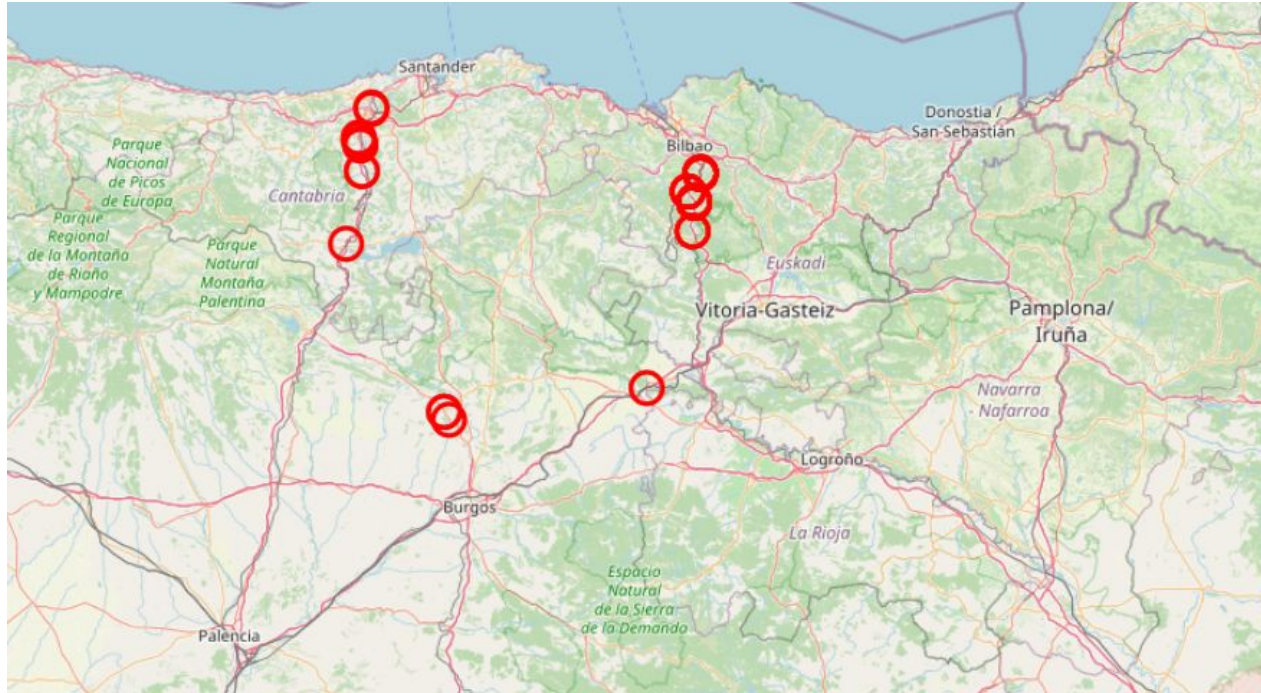 Santander
Donostia /
San-Sebastián
Bilbao
Parque
Nacional
de Picos
de Europa
Cantabria
Parque
Regional
de la Montaña
de Riaño
y Mampodre
Parque
Natural
Montaña
Palentina
Euskadi
Vitoria-Gasteiz
Pamplona/
Iruña
Navarra
- Nafarroa
Logroño
Burgos
La Rioja
Espacio
Natural
de la Sierra
de la Demanda
Palencia